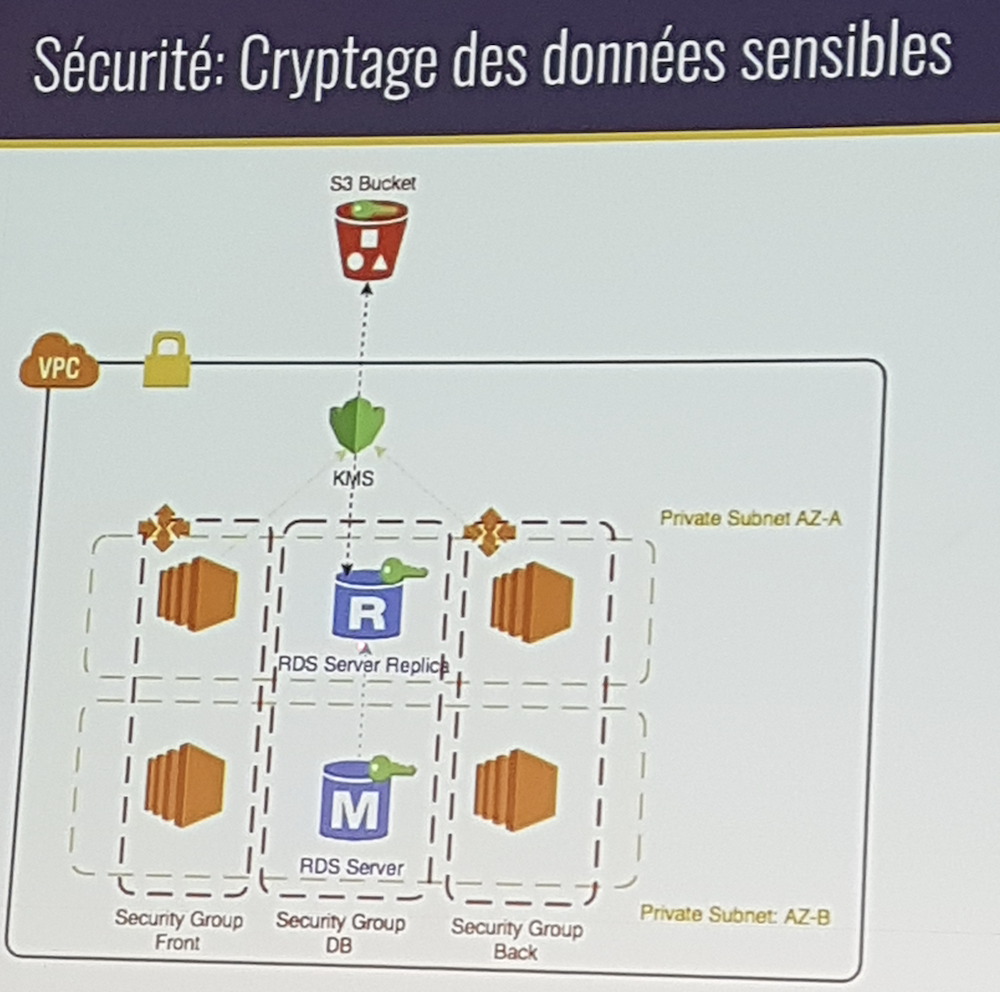 Sécurité: Cryptage des données sensibles
S3 Bucket
VPC
KMS
Private Subnet AZ-A
R
RDS Server Replica
M
RDS Server
Security Group
Front
Security Group
DB
Security Group
Back
Private Subnet: AZ-B